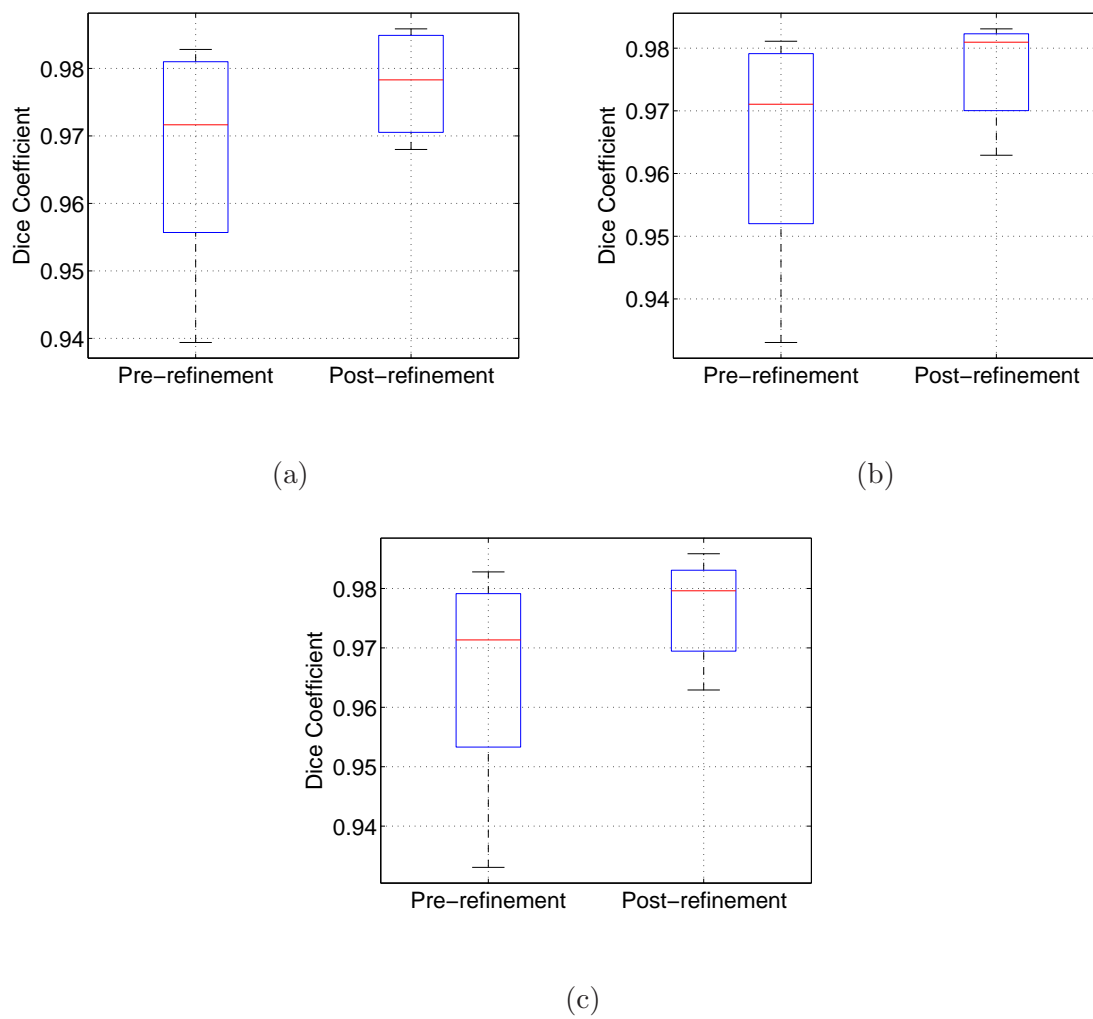 0.98
0.97
0.96
0.95
0.94
Dice Coefficient
Pre−refinement Post−refinement
(a)
0.98
0.97
0.96
0.95
0.94
Dice Coefficient
Pre−refinement Post−refinement
(b)
0.98
0.97
0.96
0.95
0.94
Dice Coefficient
Pre−refinement Post−refinement
(c)